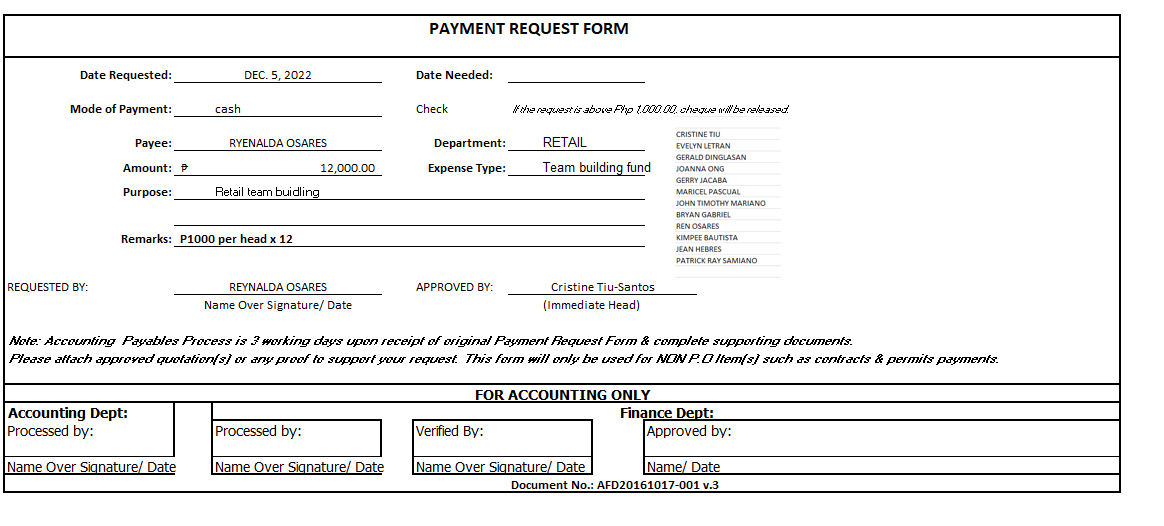 PAYMENT REQUEST FORM
Date Requested: DEC. 5, 2022 Date Needed:
Mode of Payment: cash Check If the request is above Php 1,000.00, cheque will be released.
Payee: RYENALDA OSARES Department: RETAIL
Amount: ₱ 12,000.00 Expense Type: Team building fund
Purpose: Retail team buidling
Remarks: P1000 per head x 12
CRISTINE TIU
EVELYN LETRAN
GERALD DINGLASAN
JOANNA ONG
GERRY JACABA
MARICEL PASCUAL
JOHN TIMOTHY MARIANO
BRYAN GABRIEL
REN OSARES
KIMPEE BAUTISTA
JEAN HEBRES
PATRICK RAY SAMIANO
REQUESTED BY: REYNALDA OSARES APPROVED BY: Cristine Tiu-Santos
Name Over Signature/ Date (Immediate Head)
Note: Accounting Payables Process is 3 working days upon receipt of original Payment Request Form & complete supporting documents.
Please attach approved quotation(s) or any proof to support your request. This form will only be used for NON P.O Item(s) such as contracts & permits payments.
FOR ACCOUNTING ONLY
Accounting Dept: Finance Dept:
Processed by: Processed by: Verified By: Approved by:
Name Over Signature/ Date Name Over Signature/ Date Name Over Signature/ Date Name/ Date
Document No.: AFD20161017-001 v.3